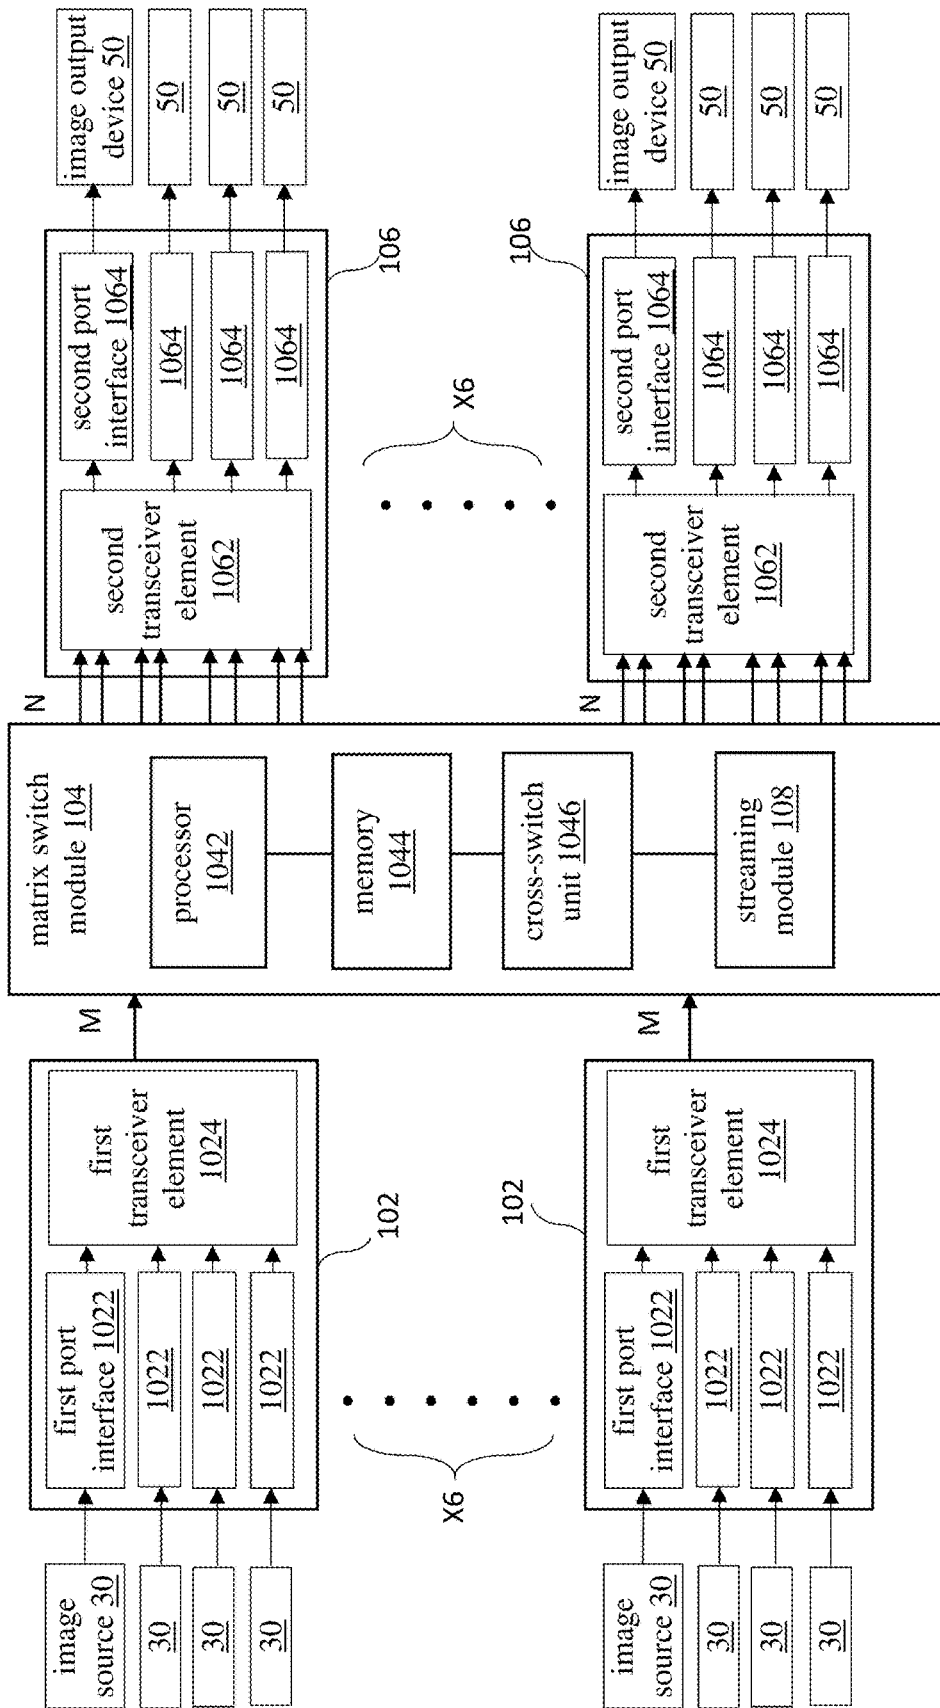 image
source 30
30
30
30
first port
interface 1022
1022
1022
1022
first
transceiver
element
1024
102
M
X6
image
source 30
30
30
30
first port
interface 1022
1022
1022
1022
first
transceiver
element
1024
102
M
matrix switch
module 104
processor
1042
memory
1044
cross-switch
unit 1046
streaming
module 108
N
second
transceiver
element
1062
second port
interface 1064
1064
1064
1064
106
image output
device 50
50
50
50
X6
N
second
transceiver
element
1062
second port
interface 1064
1064
1064
1064
106
image output
device 50
50
50
50